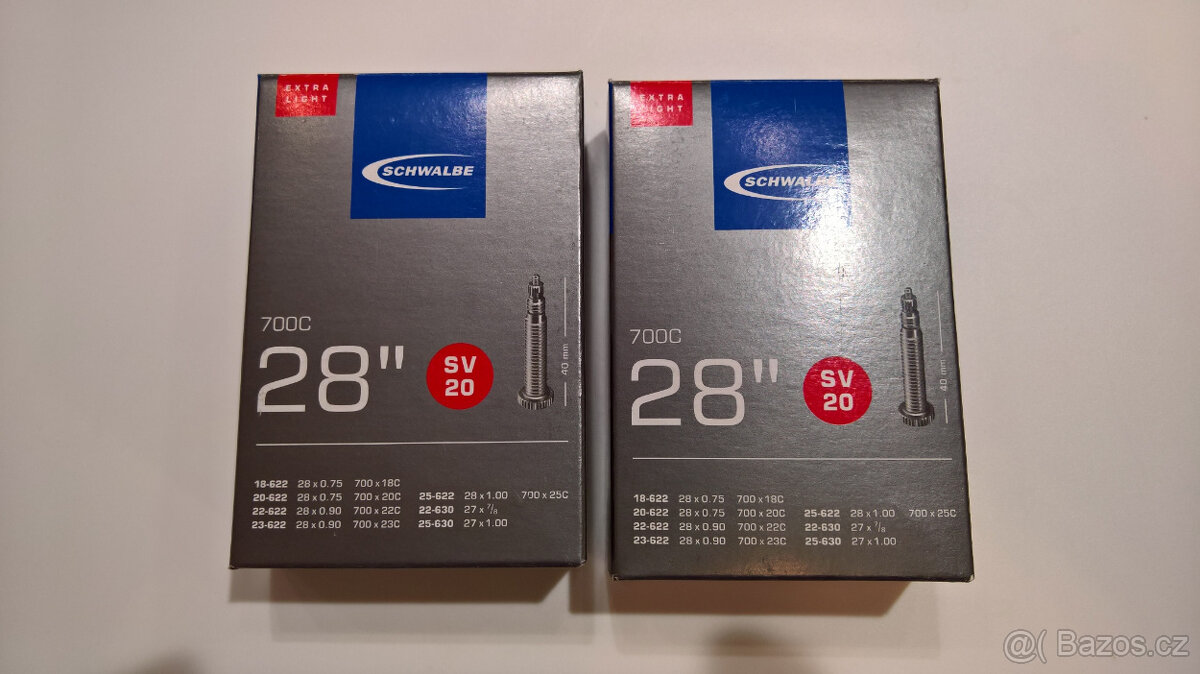 EXTRA
LIGHT
SCHWALBE
700C
28"
SV
20
40 mm
18-622 28 x 0.75 700 x 18C
20-622 28 x 0.75 700 x 20C 25-622 28 x 1.00 700 x 25C
22-622 28 x 0.90 700 x 22C 22-630 27 x 7/8
23-622 28 x 0.90 700 x 23C 25-630 27 x 1.00
EXTRA
LIGHT
SCHWALBE
700C
28"
SV
20
40 mm
18-622 28 x 0.75 700 x 18C
20-622 28 x 0.75 700 x 20C 25-622 28 x 1.00 700 x 25C
22-622 28 x 0.90 700 x 22C 22-630 27 x 7/8
23-622 28 x 0.90 700 x 23C 25-630 27 x 1.00
@( Bazos.cz